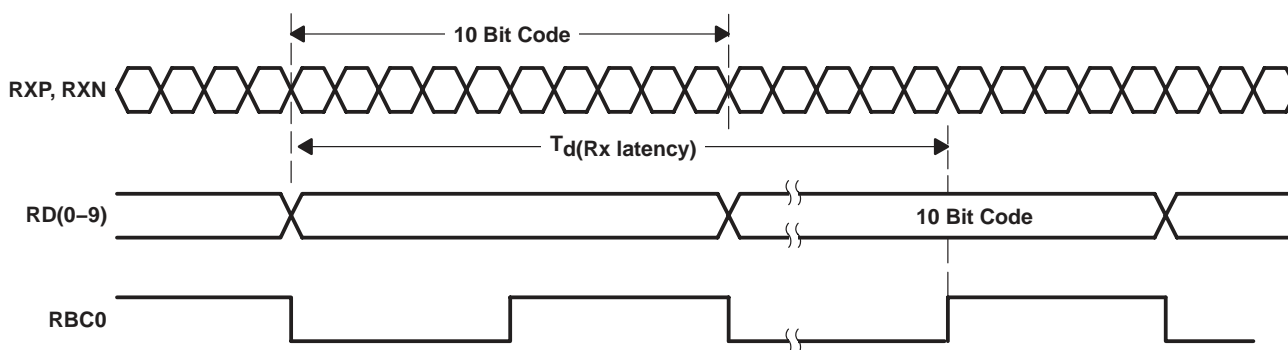 10 Bit Code
RXP, RXN
Td(Rx latency)
RD(0–9)
10 Bit Code
RBC0